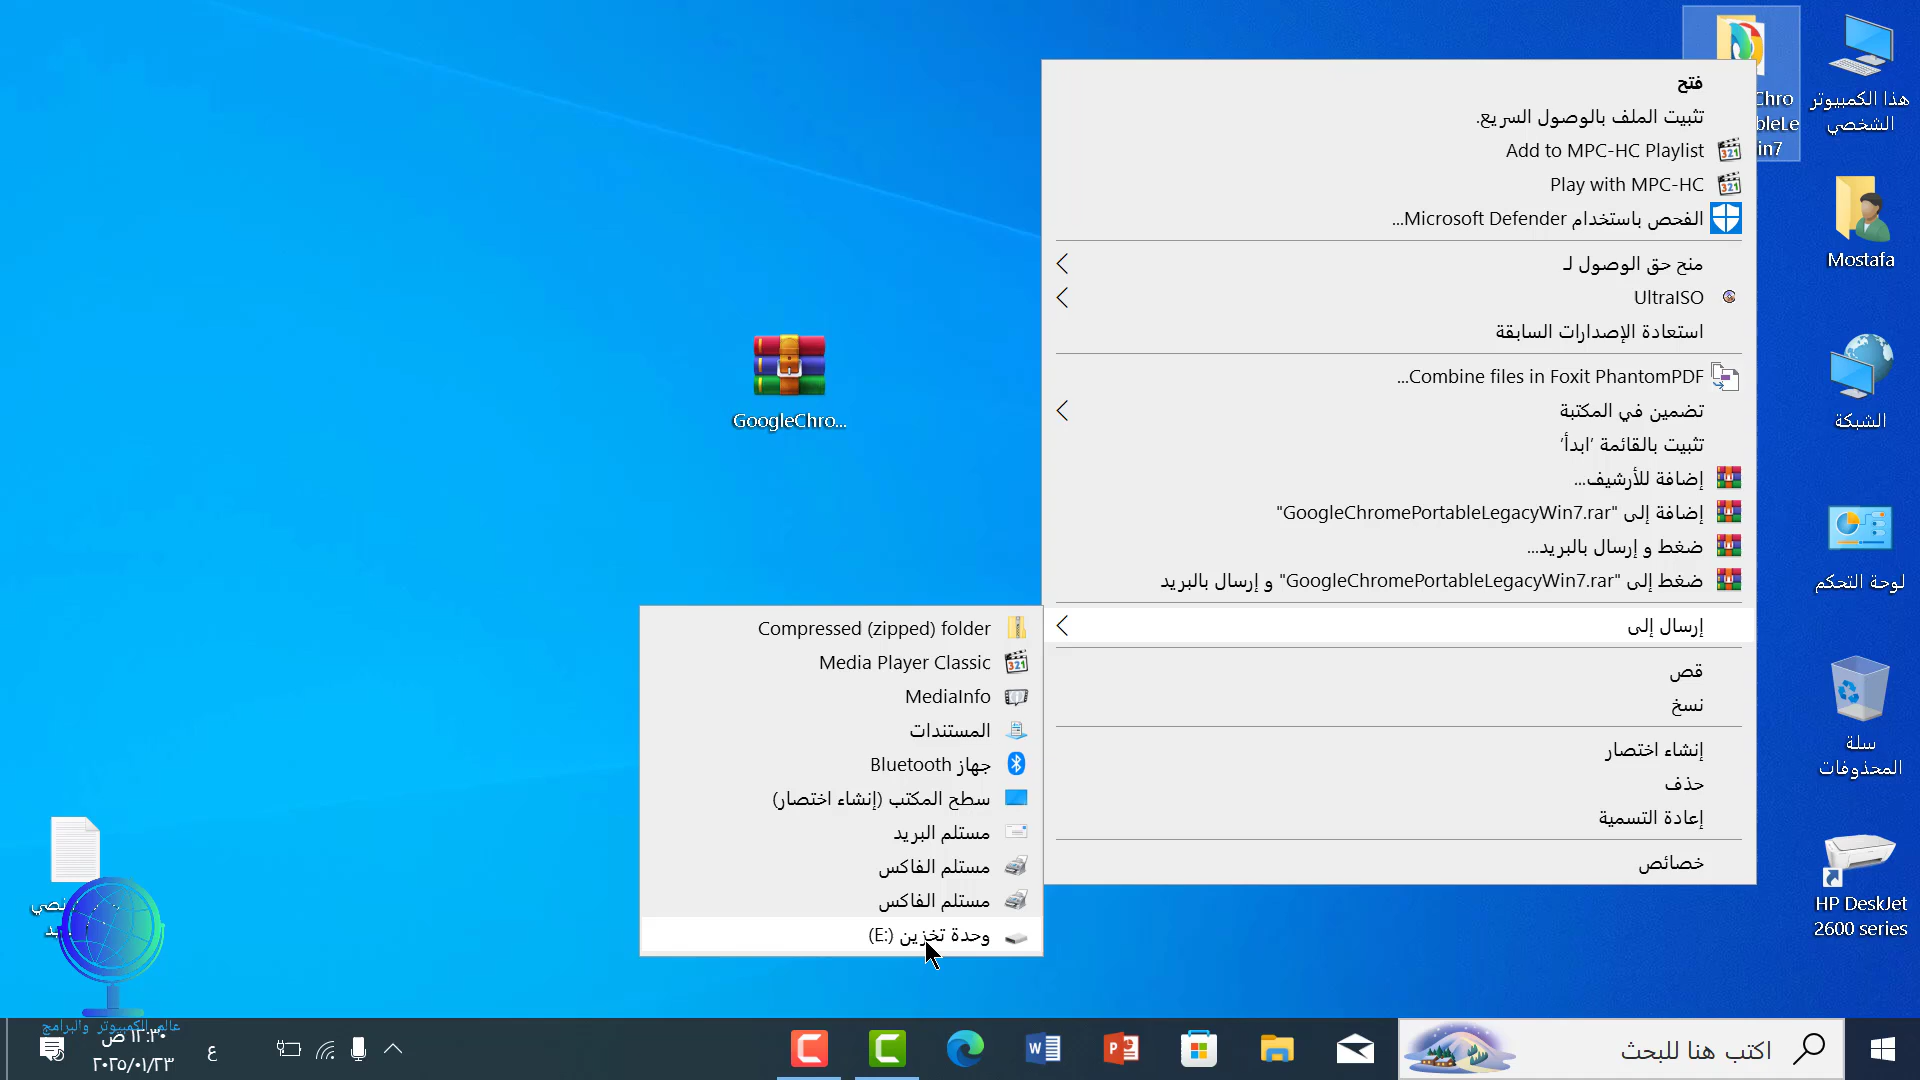 فتح
تثبيت الملف بالوصول السريع.
Add to MPC-HC Playlist
Play with MPC-HC
الفحص باستخدام Microsoft Defender...
منح حق الوصول لـ
UltraISO
استعادة الإصدارات السابقة
Combine files in Foxit PhantomPDF...
تضمين في المكتبة
تثبيت بالقائمة ’ابدأ‘
إضافة للأرشيف...
إضافة إلى "GoogleChromePortableLegacyWin7.rar"
ضغط و إرسال بالبريد...
ضغط إلى "GoogleChromePortableLegacyWin7.rar" و إرسال بالبريد
إرسال إلى
قص
نسخ
إنشاء اختصار
حذف
إعادة التسمية
خصائص
Compressed (zipped) folder
Media Player Classic
MediaInfo
المستندات
جهاز Bluetooth
سطح المكتب (إنشاء اختصار)
مستلم البريد
مستلم الفاكس
مستلم الفاكس
وحدة تخزين (E:)
هذا الكمبيوتر
الشخصي
Mostafa
الشبكة
لوحة التحكم
سلة
المحذوفات
HP DeskJet
2600 series
GoogleChro...
عالم الكمبيوتر والبرامج
اكتب هنا للبحث
ع
١٢:٣٠ ص
٢٠٢٥/٠١/٢٣